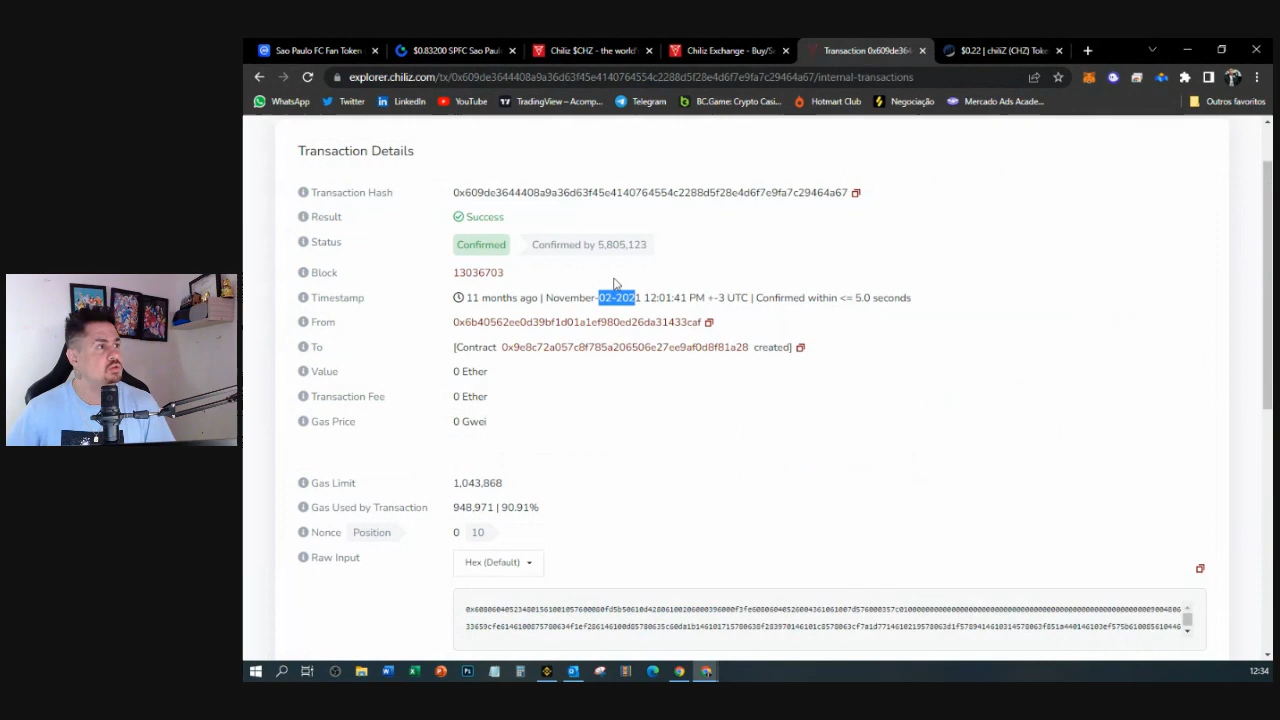 Sao Paulo FC Fan Token
$0.83200 SPFC Sao Paul
Chiliz $CHZ - the world'
Chiliz Exchange - Buy/S
Transaction 0x609de364
$0.22 | chiliZ (CHZ) Toke
explorer.chiliz.com/tx/0x609de3644408a9a36d63f45e4140764554c2288d5f28e4d6f7e9fa7c29464a67/internal-transactions
WhatsApp
Twitter
LinkedIn
YouTube
TradingView – Acomp...
Telegram
BC.Game: Crypto Casi...
Hotmart Club
Negociação
Mercado Ads Acade...
Outros favoritos
Transaction Details
Transaction Hash 0x609de3644408a9a36d63f45e4140764554c2288d5f28e4d6f7e9fa7c29464a67
Result Success
Status Confirmed Confirmed by 5,805,123
Block 13036703
Timestamp 11 months ago | November-02-2021 12:01:41 PM +-3 UTC | Confirmed within <= 5.0 seconds
From 0x6b40562ee0d39bf1d01a1ef980ed26da31433caf
To [Contract 0x9e8c72a057c8f785a206506e27ee9af0d8f81a28 created]
Value 0 Ether
Transaction Fee 0 Ether
Gas Price 0 Gwei
Gas Limit 1,043,868
Gas Used by Transaction 948,971 | 90.91%
Nonce Position 0 10
Raw Input Hex (Default)
12:34